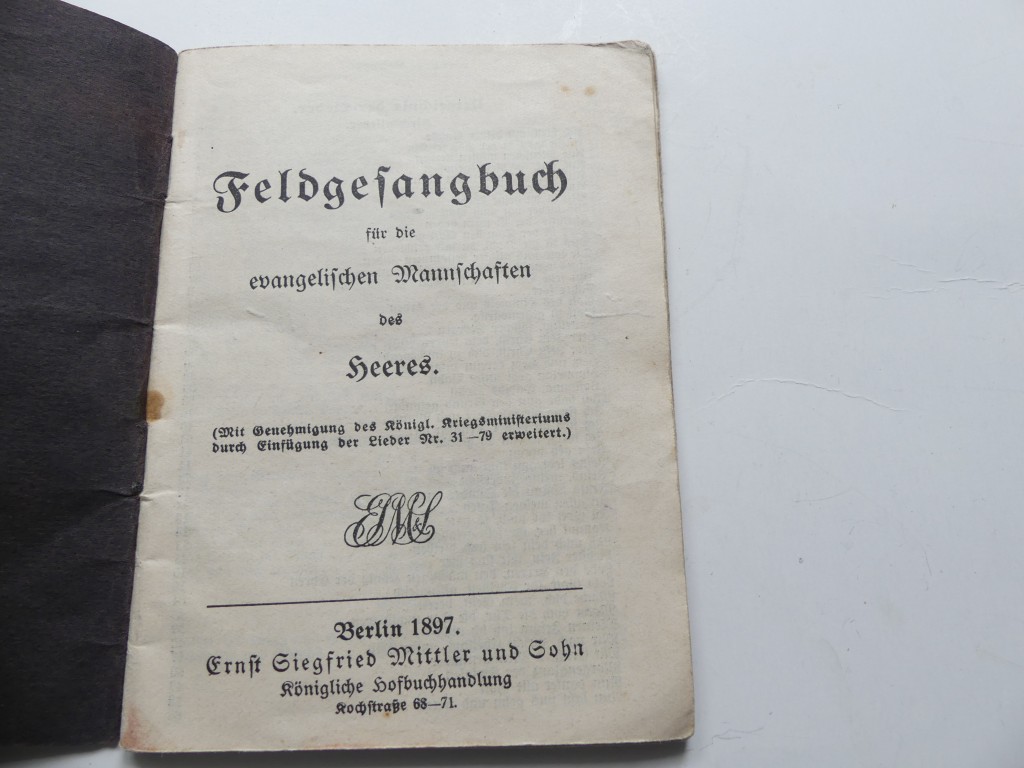 Feldgesangbuch
für die
evangelischen Mannschaften
des
Heeres.
(Mit Genehmigung des Königl. Kriegsministeriums
durch Einfügung der Lieder Nr. 31—79 erweitert.)
Berlin 1897.
Ernst Siegfried Mittler und Sohn
Königliche Hofbuchhandlung
Kochstraße 68—71.